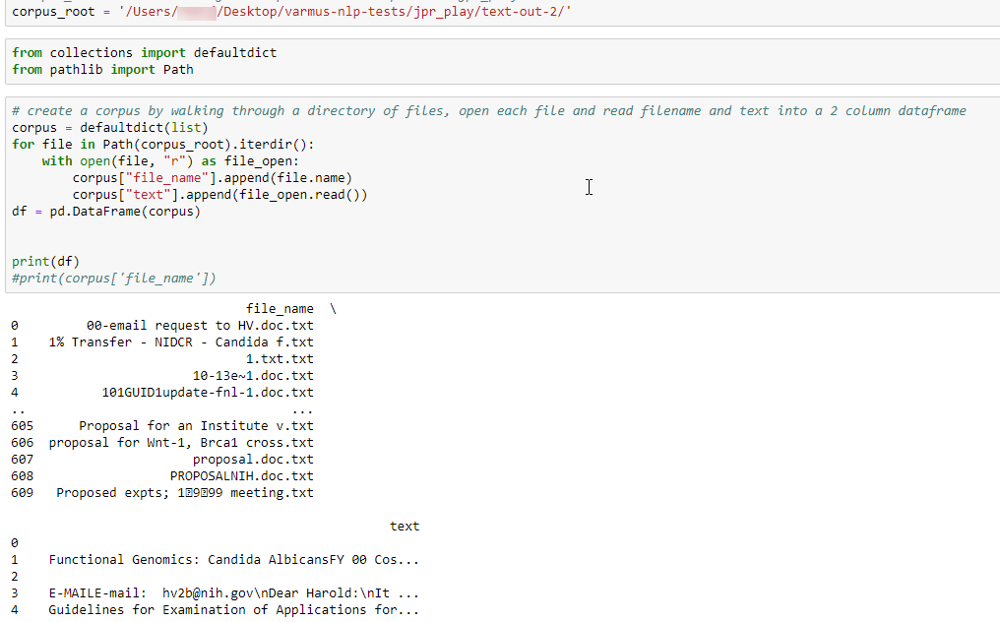 corpus_root = '/Users/ /Desktop/varmus-nlp-tests/jpr_play/text-out-2/'
from collections import defaultdict
from pathlib import Path
# create a corpus by walking through a directory of files, open each file and read filename and text into a 2 column dataframe
corpus = defaultdict(list)
for file in Path(corpus_root).iterdir():
    with open(file, "r") as file_open:
        corpus["file_name"].append(file.name)
        corpus["text"].append(file_open.read())
df = pd.DataFrame(corpus)
print(df)
#print(corpus['file_name'])
file_name \
0 00-email request to HV.doc.txt
1 1% Transfer - NIDCR - Candida f.txt
2 1.txt.txt
3 10-13e~1.doc.txt
4 101GUID1update-fnl-1.doc.txt
.. ...
605 Proposal for an Institute v.txt
606 proposal for Wnt-1, Brca1 cross.txt
607 proposal.doc.txt
608 PROPOSALNIH.doc.txt
609 Proposed expts; 1�9�99 meeting.txt
text
0
1 Functional Genomics: Candida AlbicansFY 00 Cos...
2
3 E-MAILE-mail:  hv2b@nih.gov\nDear Harold:\nIt ...
4 Guidelines for Examination of Applications for...